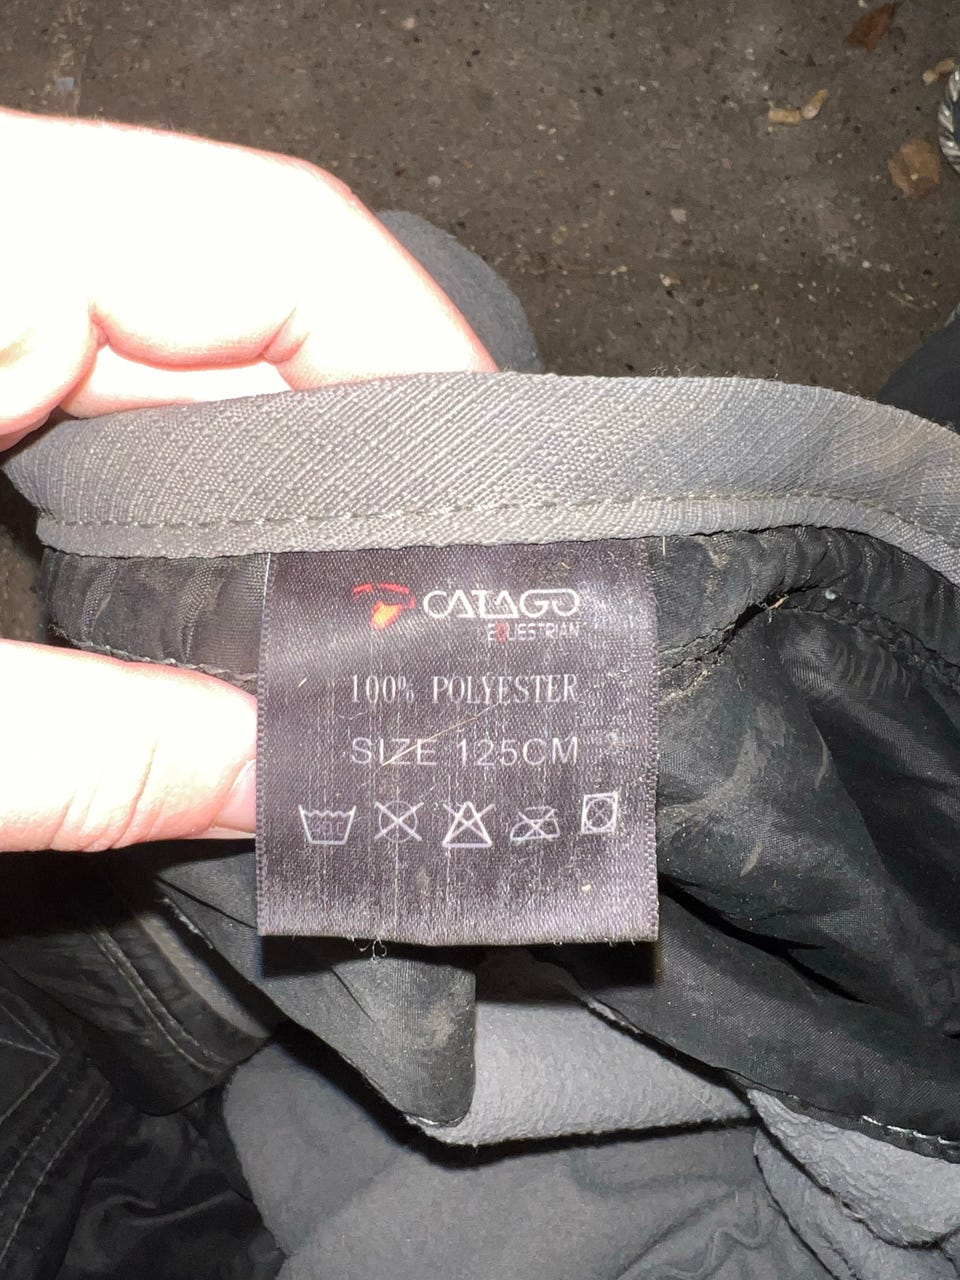 CATAGO
EQUESTRIAN
100% POLYESTER
SIZE 125CM